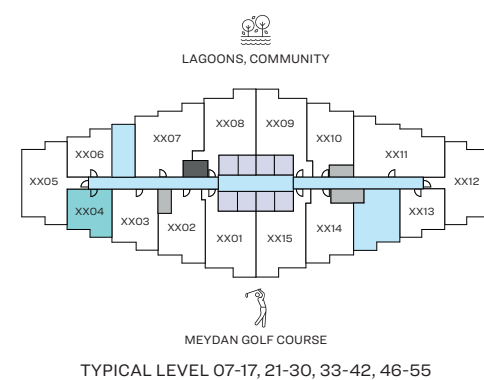 LAGOONS, COMMUNITY
XX08 XX09
XX07 XX10
XX06 XX11
XX05 XX12
XX04 XX13
XX03 XX14
XX02
XX01 XX15
MEYDAN GOLF COURSE
TYPICAL LEVEL 07-17, 21-30, 33-42, 46-55